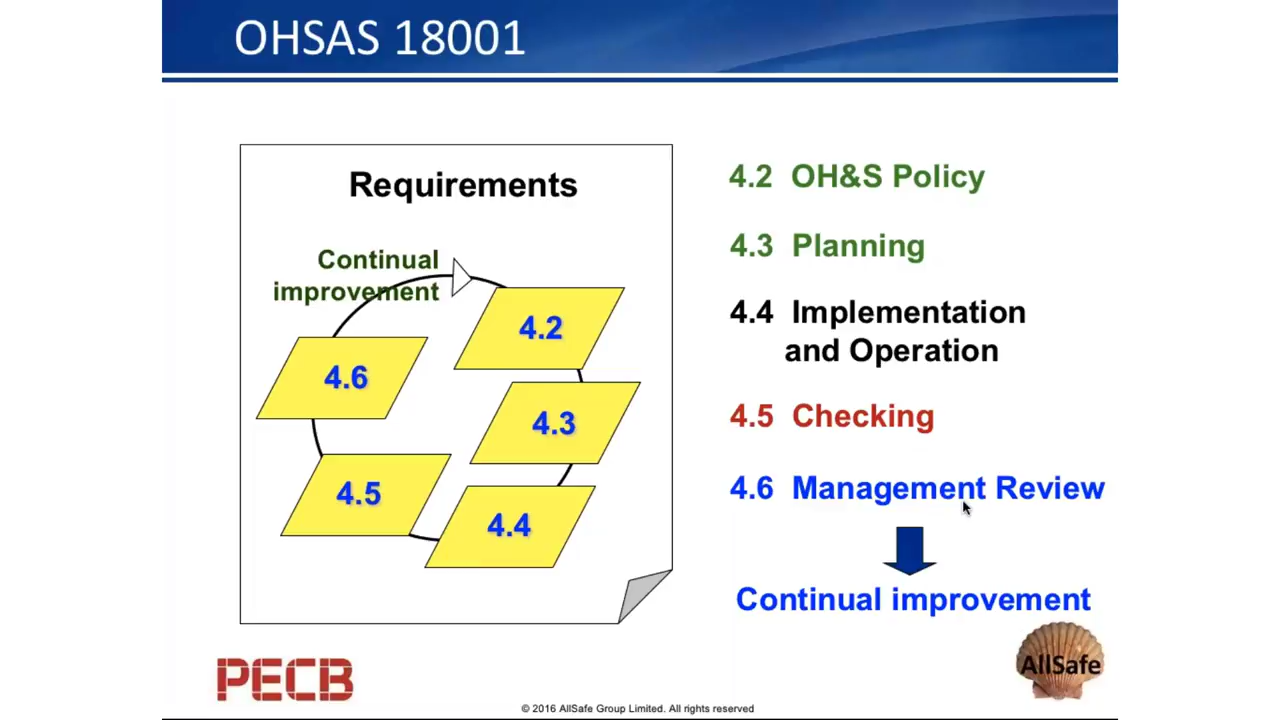 OHSAS 18001
Requirements
Continual
improvement
4.2
4.3
4.4
4.5
4.6
4.2 OH&S Policy
4.3 Planning
4.4 Implementation
and Operation
4.5 Checking
4.6 Management Review
Continual improvement
PECB
AllSafe
© 2016 AllSafe Group Limited. All rights reserved